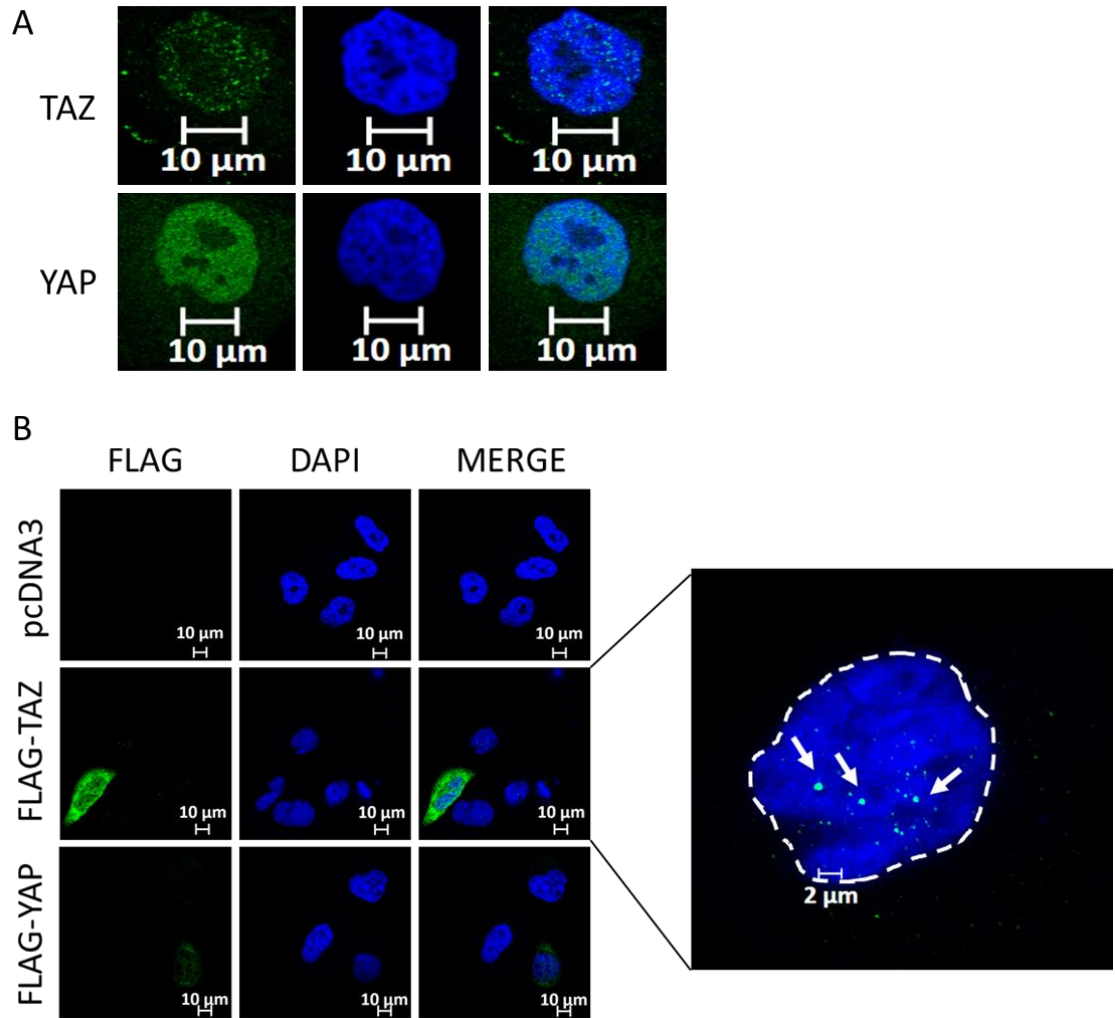 A
TAZ
10 µm 10 µm 10 µm
YAP
10 µm 10 µm 10 µm
B
FLAG DAPI MERGE
pcDNA3
10 µm 10 µm 10 µm
FLAG-TAZ
10 µm 10 µm 10 µm
2 µm
FLAG-YAP
10 µm 10 µm 10 µm